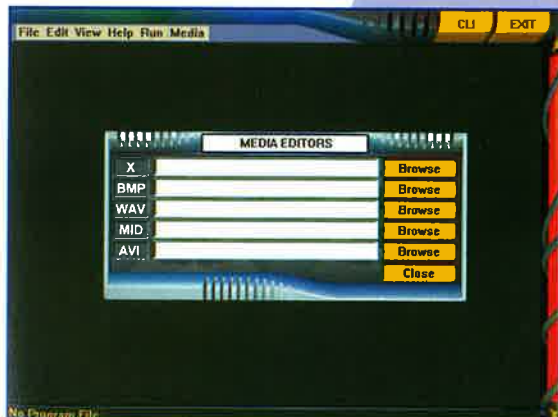 CLI EXIT
File Edit View Help Run Media
MEDIA EDITORS
X Browse
BMP Browse
WAV Browse
MID Browse
AVI Browse
Close
No Program File